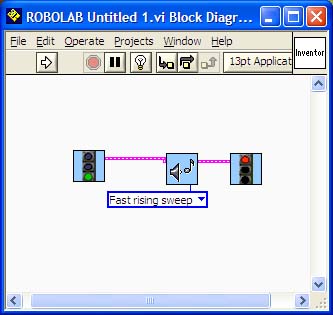 ROBOLAB Untitled 1.vi Block Diagr...
File Edit Operate Projects Window Help
13pt Applicat
Inventor
Fast rising sweep